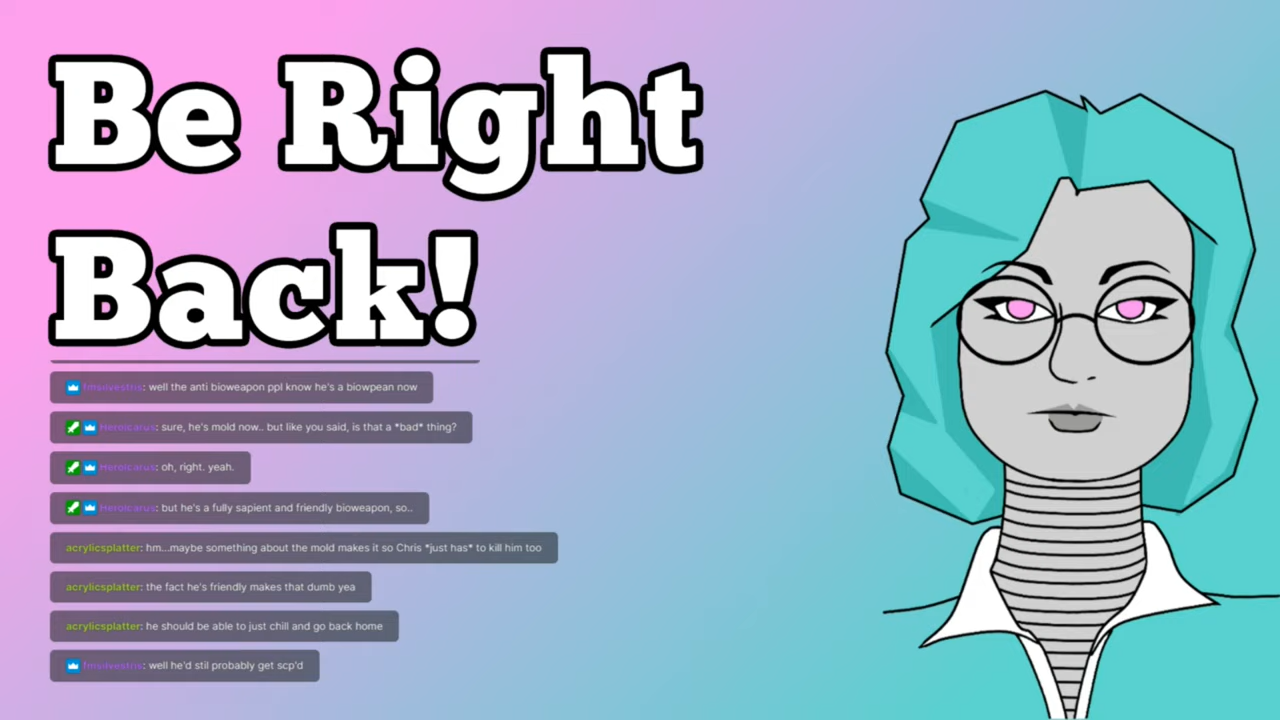 Be Right
Back!
fmsilvestris: well the anti bioweapon ppl know he's a biowpean now
Heroicarus: sure, he's mold now.. but like you said, is that a *bad* thing?
Heroicarus: oh, right. yeah.
Heroicarus: but he's a fully sapient and friendly bioweapon, so..
acrylicsplatter: hm...maybe something about the mold makes it so Chris *just has* to kill him too
acrylicsplatter: the fact he's friendly makes that dumb yea
acrylicsplatter: he should be able to just chill and go back home
fmsilvestris: well he'd stil probably get scp'd